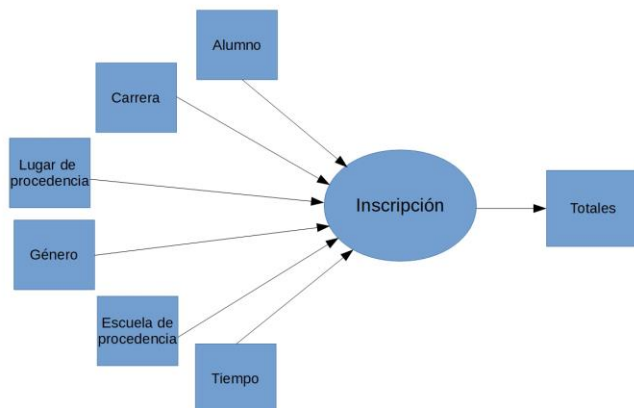 Alumno
Carrera
Lugar de
procedencia
Inscripción
Totales
Género
Escuela de
procedencia
Tiempo